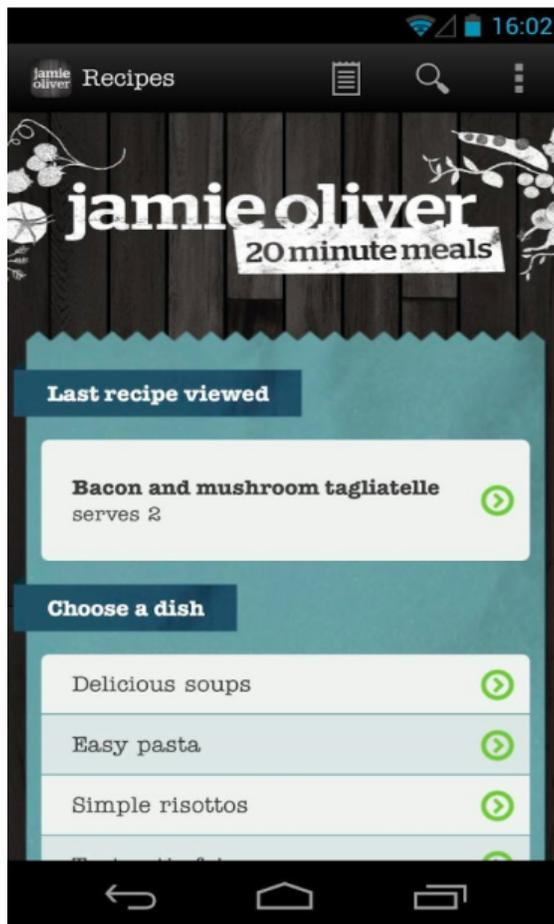 16:02
jamie
oliver
Recipes
jamie oliver
20 minute meals
Last recipe viewed
Bacon and mushroom tagliatelle
serves 2
Choose a dish
Delicious soups
Easy pasta
Simple risottos